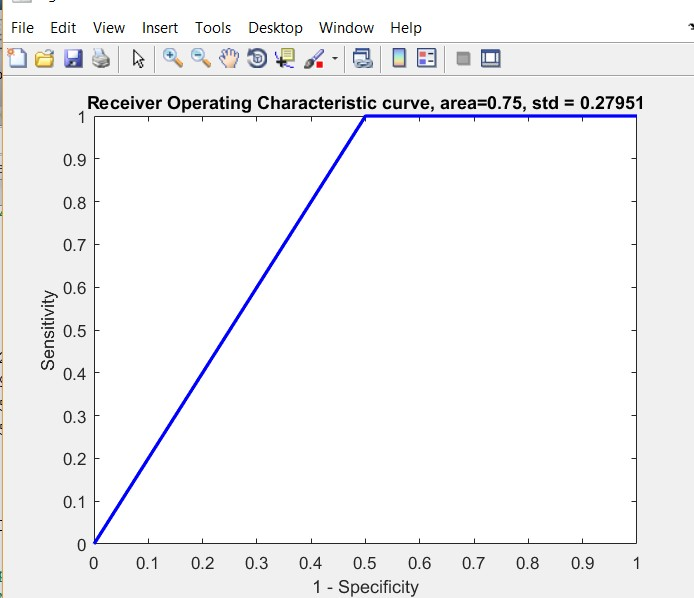 File Edit View Insert Tools Desktop Window Help
Receiver Operating Characteristic curve, area=0.75, std = 0.27951
1
0.9
0.8
0.7
0.6
0.5
0.4
0.3
0.2
0.1
0
Sensitivity
0 0.1 0.2 0.3 0.4 0.5 0.6 0.7 0.8 0.9 1
1 - Specificity